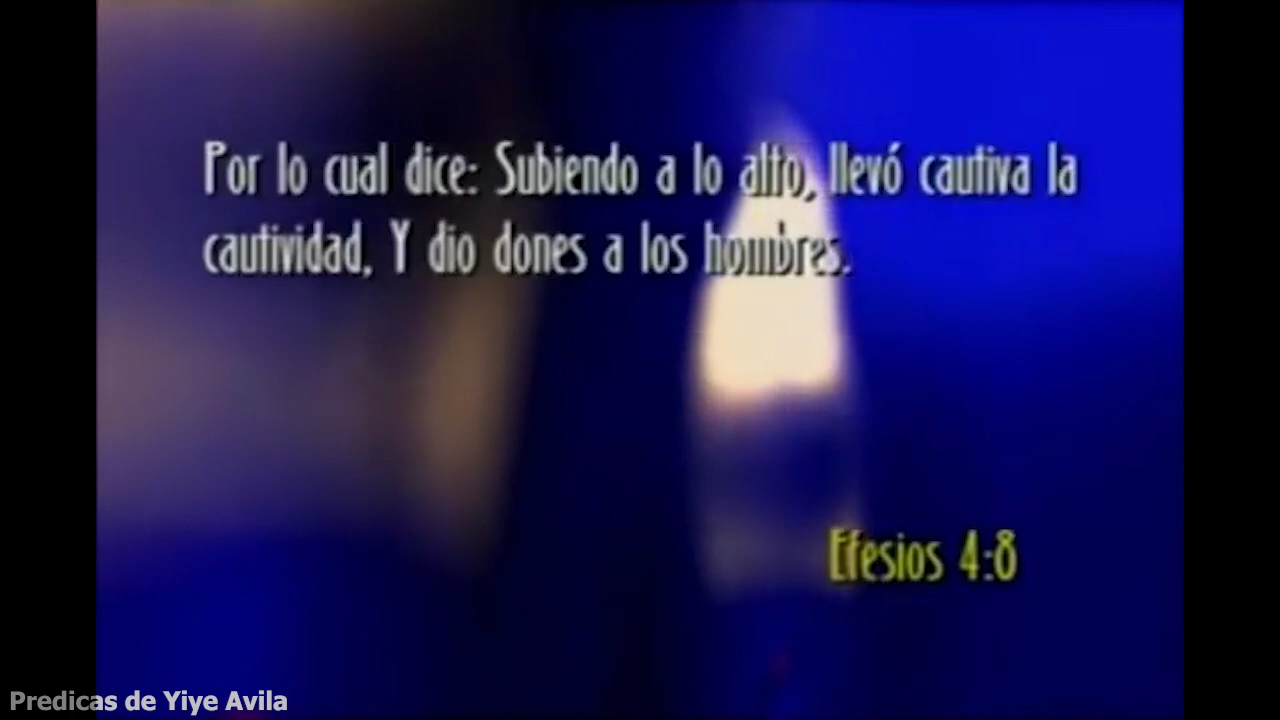 Por lo cual dice: Subiendo a lo alto, llevó cautiva la
cautividad, Y dio dones a los hombres.
Efesios 4:8
Predicas de Yiye Avila